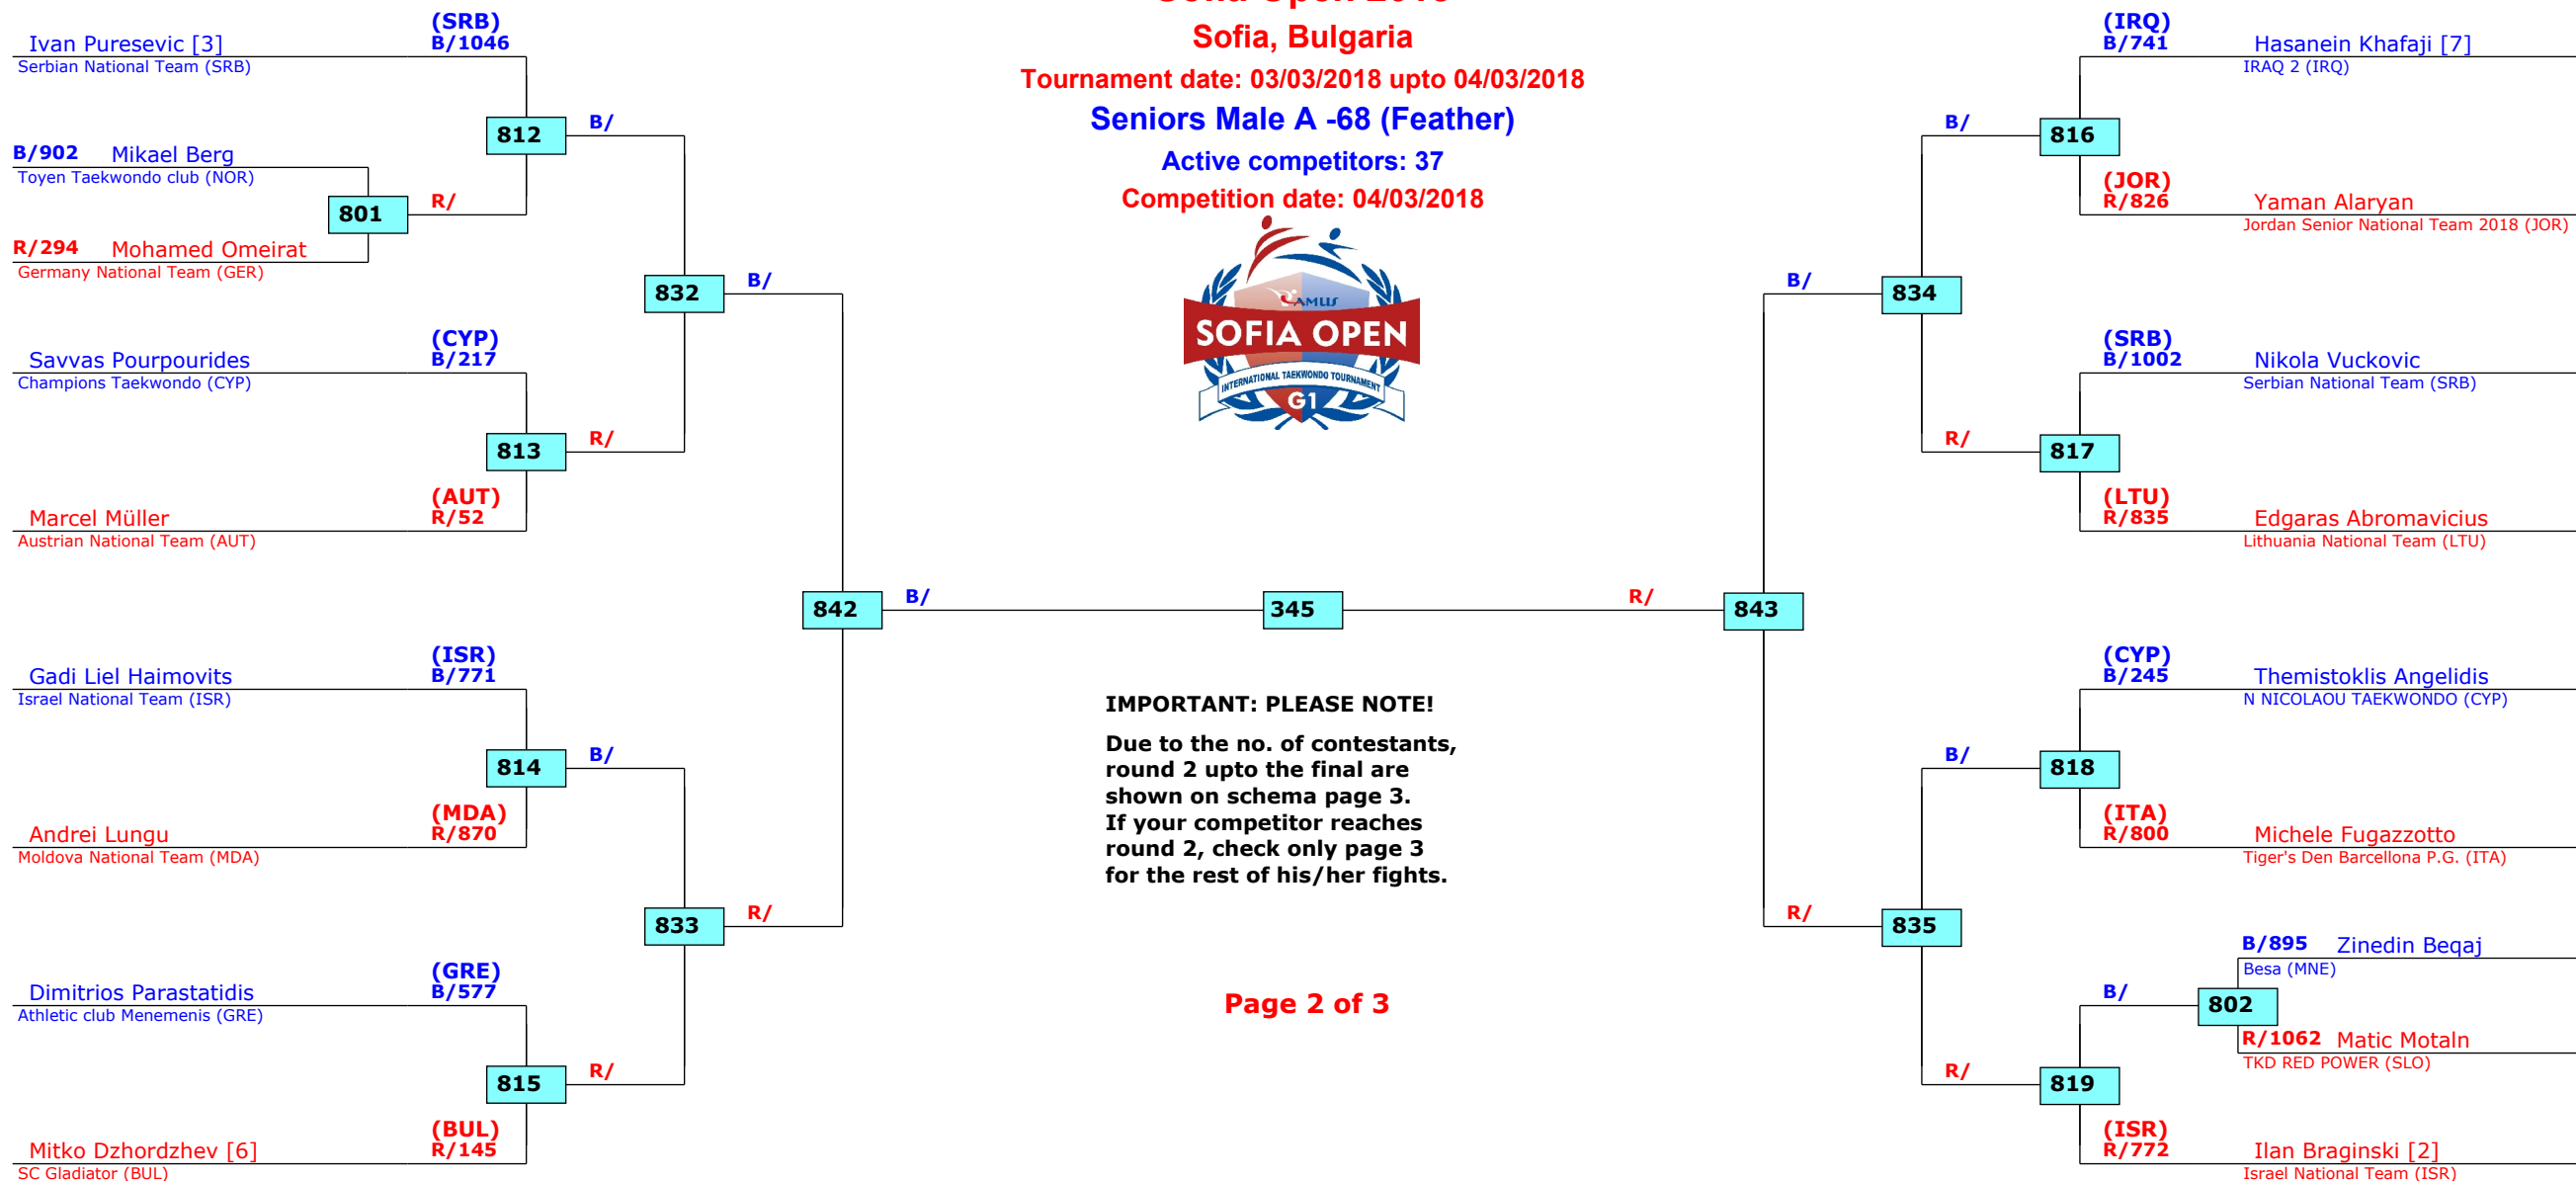 Sofia Open 2018
Sofia, Bulgaria
Tournament date: 03/03/2018 upto 04/03/2018
Seniors Male A -68 (Feather)
Active competitors: 37
Competition date: 04/03/2018
CAMUS
SOFIA OPEN
INTERNATIONAL TAEKWONDO TOURNAMENT
G1
(SRB)
Ivan Puresevic [3] B/1046
Serbian National Team (SRB)
812 B/
B/902 Mikael Berg
Toyen Taekwondo club (NOR)
801 R/
R/294 Mohamed Omeirat
Germany National Team (GER)
832 B/
(CYP)
Savvas Pourpourides B/217
Champions Taekwondo (CYP)
813 R/
(AUT)
Marcel Müller R/52
Austrian National Team (AUT)
842 B/
(ISR)
Gadi Liel Haimovits B/771
Israel National Team (ISR)
814 B/
(MDA)
Andrei Lungu R/870
Moldova National Team (MDA)
833 R/
(GRE)
Dimitrios Parastatidis B/577
Athletic club Menemenis (GRE)
815 R/
(BUL)
Mitko Dzhordzhev [6] R/145
SC Gladiator (BUL)
345
IMPORTANT: PLEASE NOTE!
Due to the no. of contestants,
round 2 upto the final are
shown on schema page 3.
If your competitor reaches
round 2, check only page 3
for the rest of his/her fights.
Page 2 of 3
(IRQ)
B/741 Hasanein Khafaji [7]
IRAQ 2 (IRQ)
B/ 816
(JOR)
R/826 Yaman Alaryan
Jordan Senior National Team 2018 (JOR)
B/ 834
(SRB)
B/1002 Nikola Vuckovic
Serbian National Team (SRB)
R/ 817
(LTU)
R/835 Edgaras Abromavicius
Lithuania National Team (LTU)
R/ 843
(CYP)
B/245 Themistoklis Angelidis
N NICOLAOU TAEKWONDO (CYP)
B/ 818
(ITA)
R/800 Michele Fugazzotto
Tiger's Den Barcellona P.G. (ITA)
R/ 835
B/895 Zinedin Beqaj
Besa (MNE)
B/ 802
R/1062 Matic Motaln
TKD RED POWER (SLO)
R/ 819
(ISR)
R/772 Ilan Braginski [2]
Israel National Team (ISR)